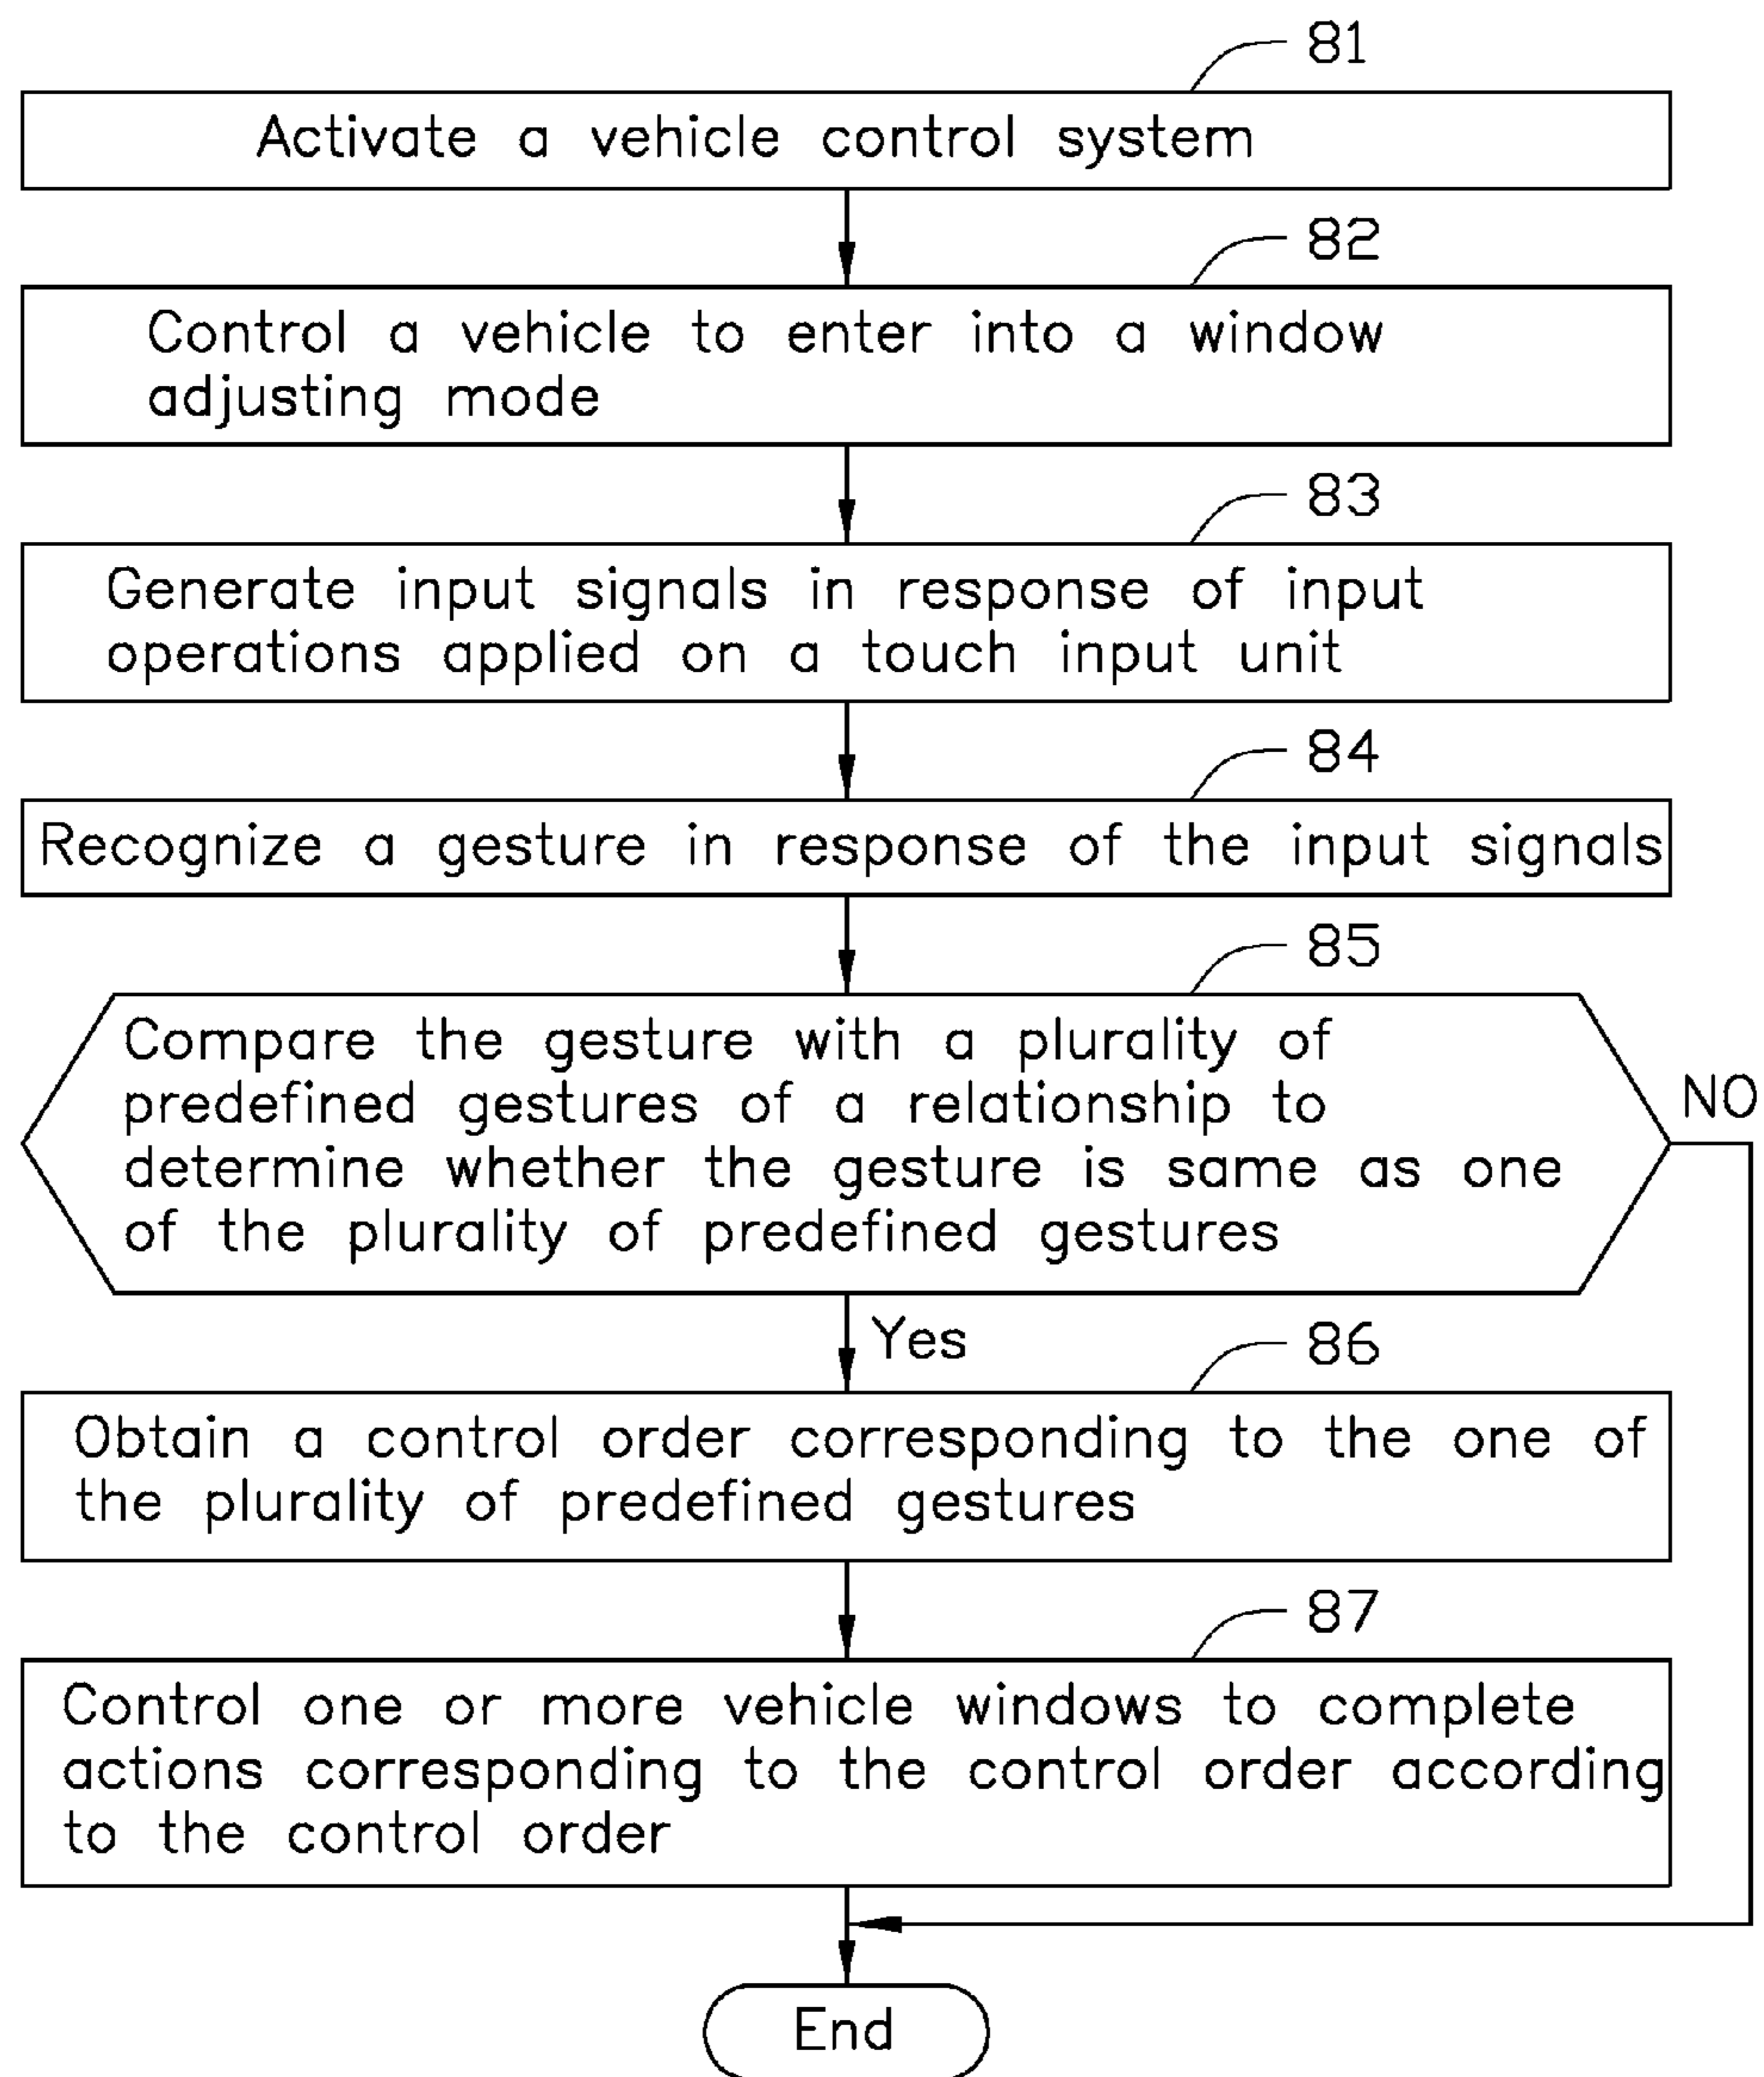 81
Activate a vehicle control system
82
Control a vehicle to enter into a window
adjusting mode
83
Generate input signals in response of input
operations applied on a touch input unit
84
Recognize a gesture in response of the input signals
85
Compare the gesture with a plurality of
predefined gestures of a relationship to
determine whether the gesture is same as one
of the plurality of predefined gestures
NO
Yes
86
Obtain a control order corresponding to the one of
the plurality of predefined gestures
87
Control one or more vehicle windows to complete
actions corresponding to the control order according
to the control order
End